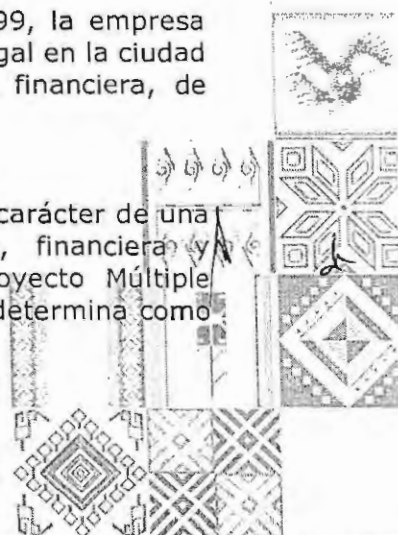 99, la empresa
gal en la ciudad
financiera, de
carácter de una
, financiera y
oyecto Múltiple
determina como